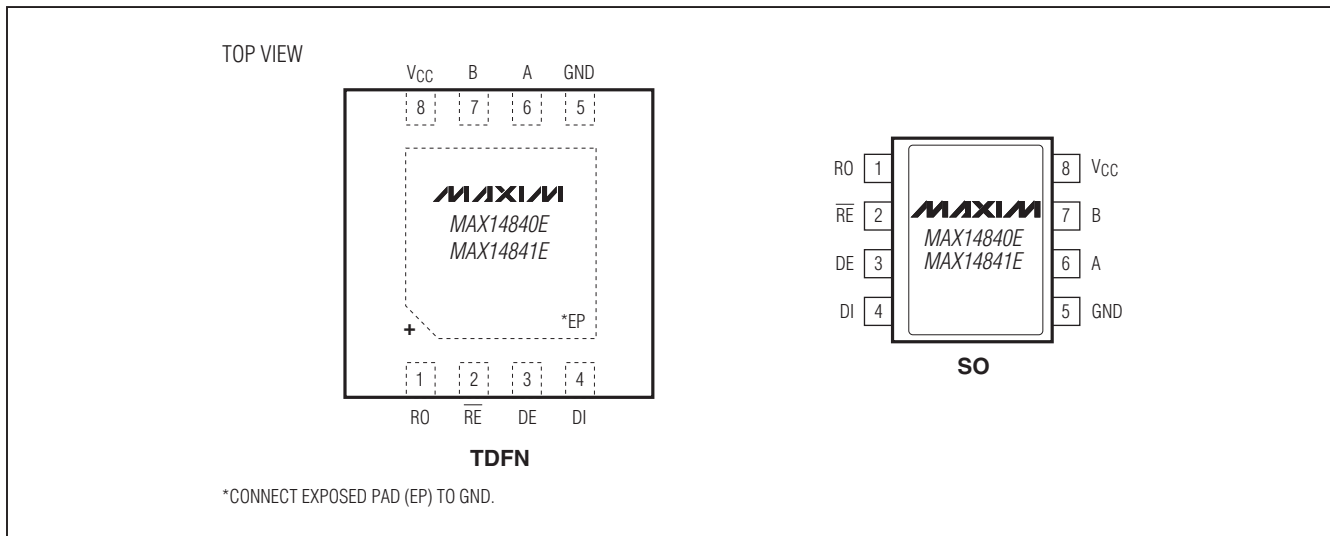 TOP VIEW
VCC B A GND
8 7 6 5
MAXIM
MAX14840E
MAX14841E
*EP
+
1 2 3 4
RO R̅E̅ DE DI
TDFN
*CONNECT EXPOSED PAD (EP) TO GND.
RO 1 8 VCC
R̅E̅ 2 7 B
MAXIM
MAX14840E
MAX14841E
DE 3 6 A
DI 4 5 GND
SO